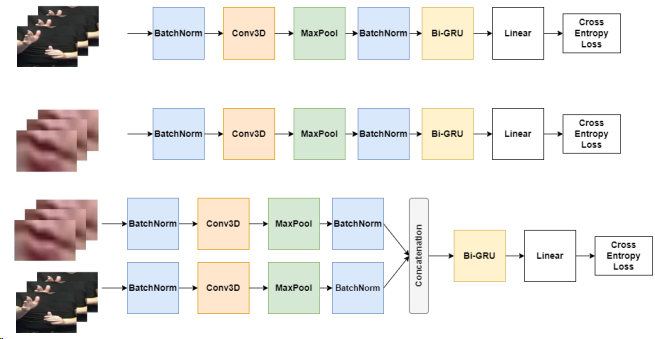 BatchNorm
Conv3D
MaxPool
BatchNorm
Bi-GRU
Linear
Cross
Entropy
Loss
BatchNorm
Conv3D
MaxPool
BatchNorm
Bi-GRU
Linear
Cross
Entropy
Loss
BatchNorm
Conv3D
MaxPool
BatchNorm
BatchNorm
Conv3D
MaxPool
BatchNorm
Concatenation
Bi-GRU
Linear
Cross
Entropy
Loss